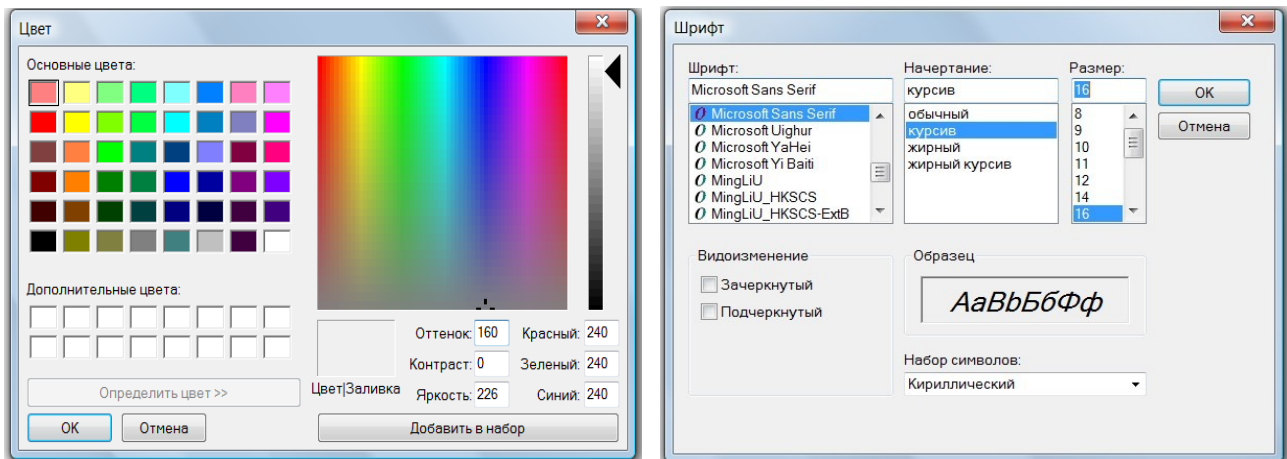 Цвет
Основные цвета:
Дополнительные цвета:
Определить цвет >>
OK
Отмена
Цвет|Заливка
Оттенок: 160
Контраст: 0
Яркость: 226
Красный: 240
Зеленый: 240
Синий: 240
Добавить в набор
Шрифт
Шрифт:
Microsoft Sans Serif
Microsoft Sans Serif
Microsoft Uighur
Microsoft YaHei
Microsoft Yi Baiti
MingLiU
MingLiU_HKSCS
MingLiU_HKSCS-ExtB
Начертание:
курсив
обычный
курсив
жирный
жирный курсив
Размер:
16
8
9
10
11
12
14
16
OK
Отмена
Видоизменение
Зачеркнутый
Подчеркнутый
Образец
АаВbБбФф
Набор символов:
Кириллический